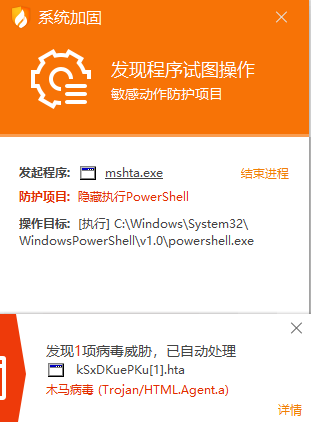 系统加固
发现程序试图操作
敏感动作防护项目
发起程序: mshta.exe 结束进程
防护项目: 隐藏执行PowerShell
操作目标: [执行] C:\Windows\System32\
WindowsPowerShell\v1.0\powershell.exe
发现1项病毒威胁，已自动处理
kSxDKuePKu[1].hta
木马病毒 (Trojan/HTML.Agent.a)
详情